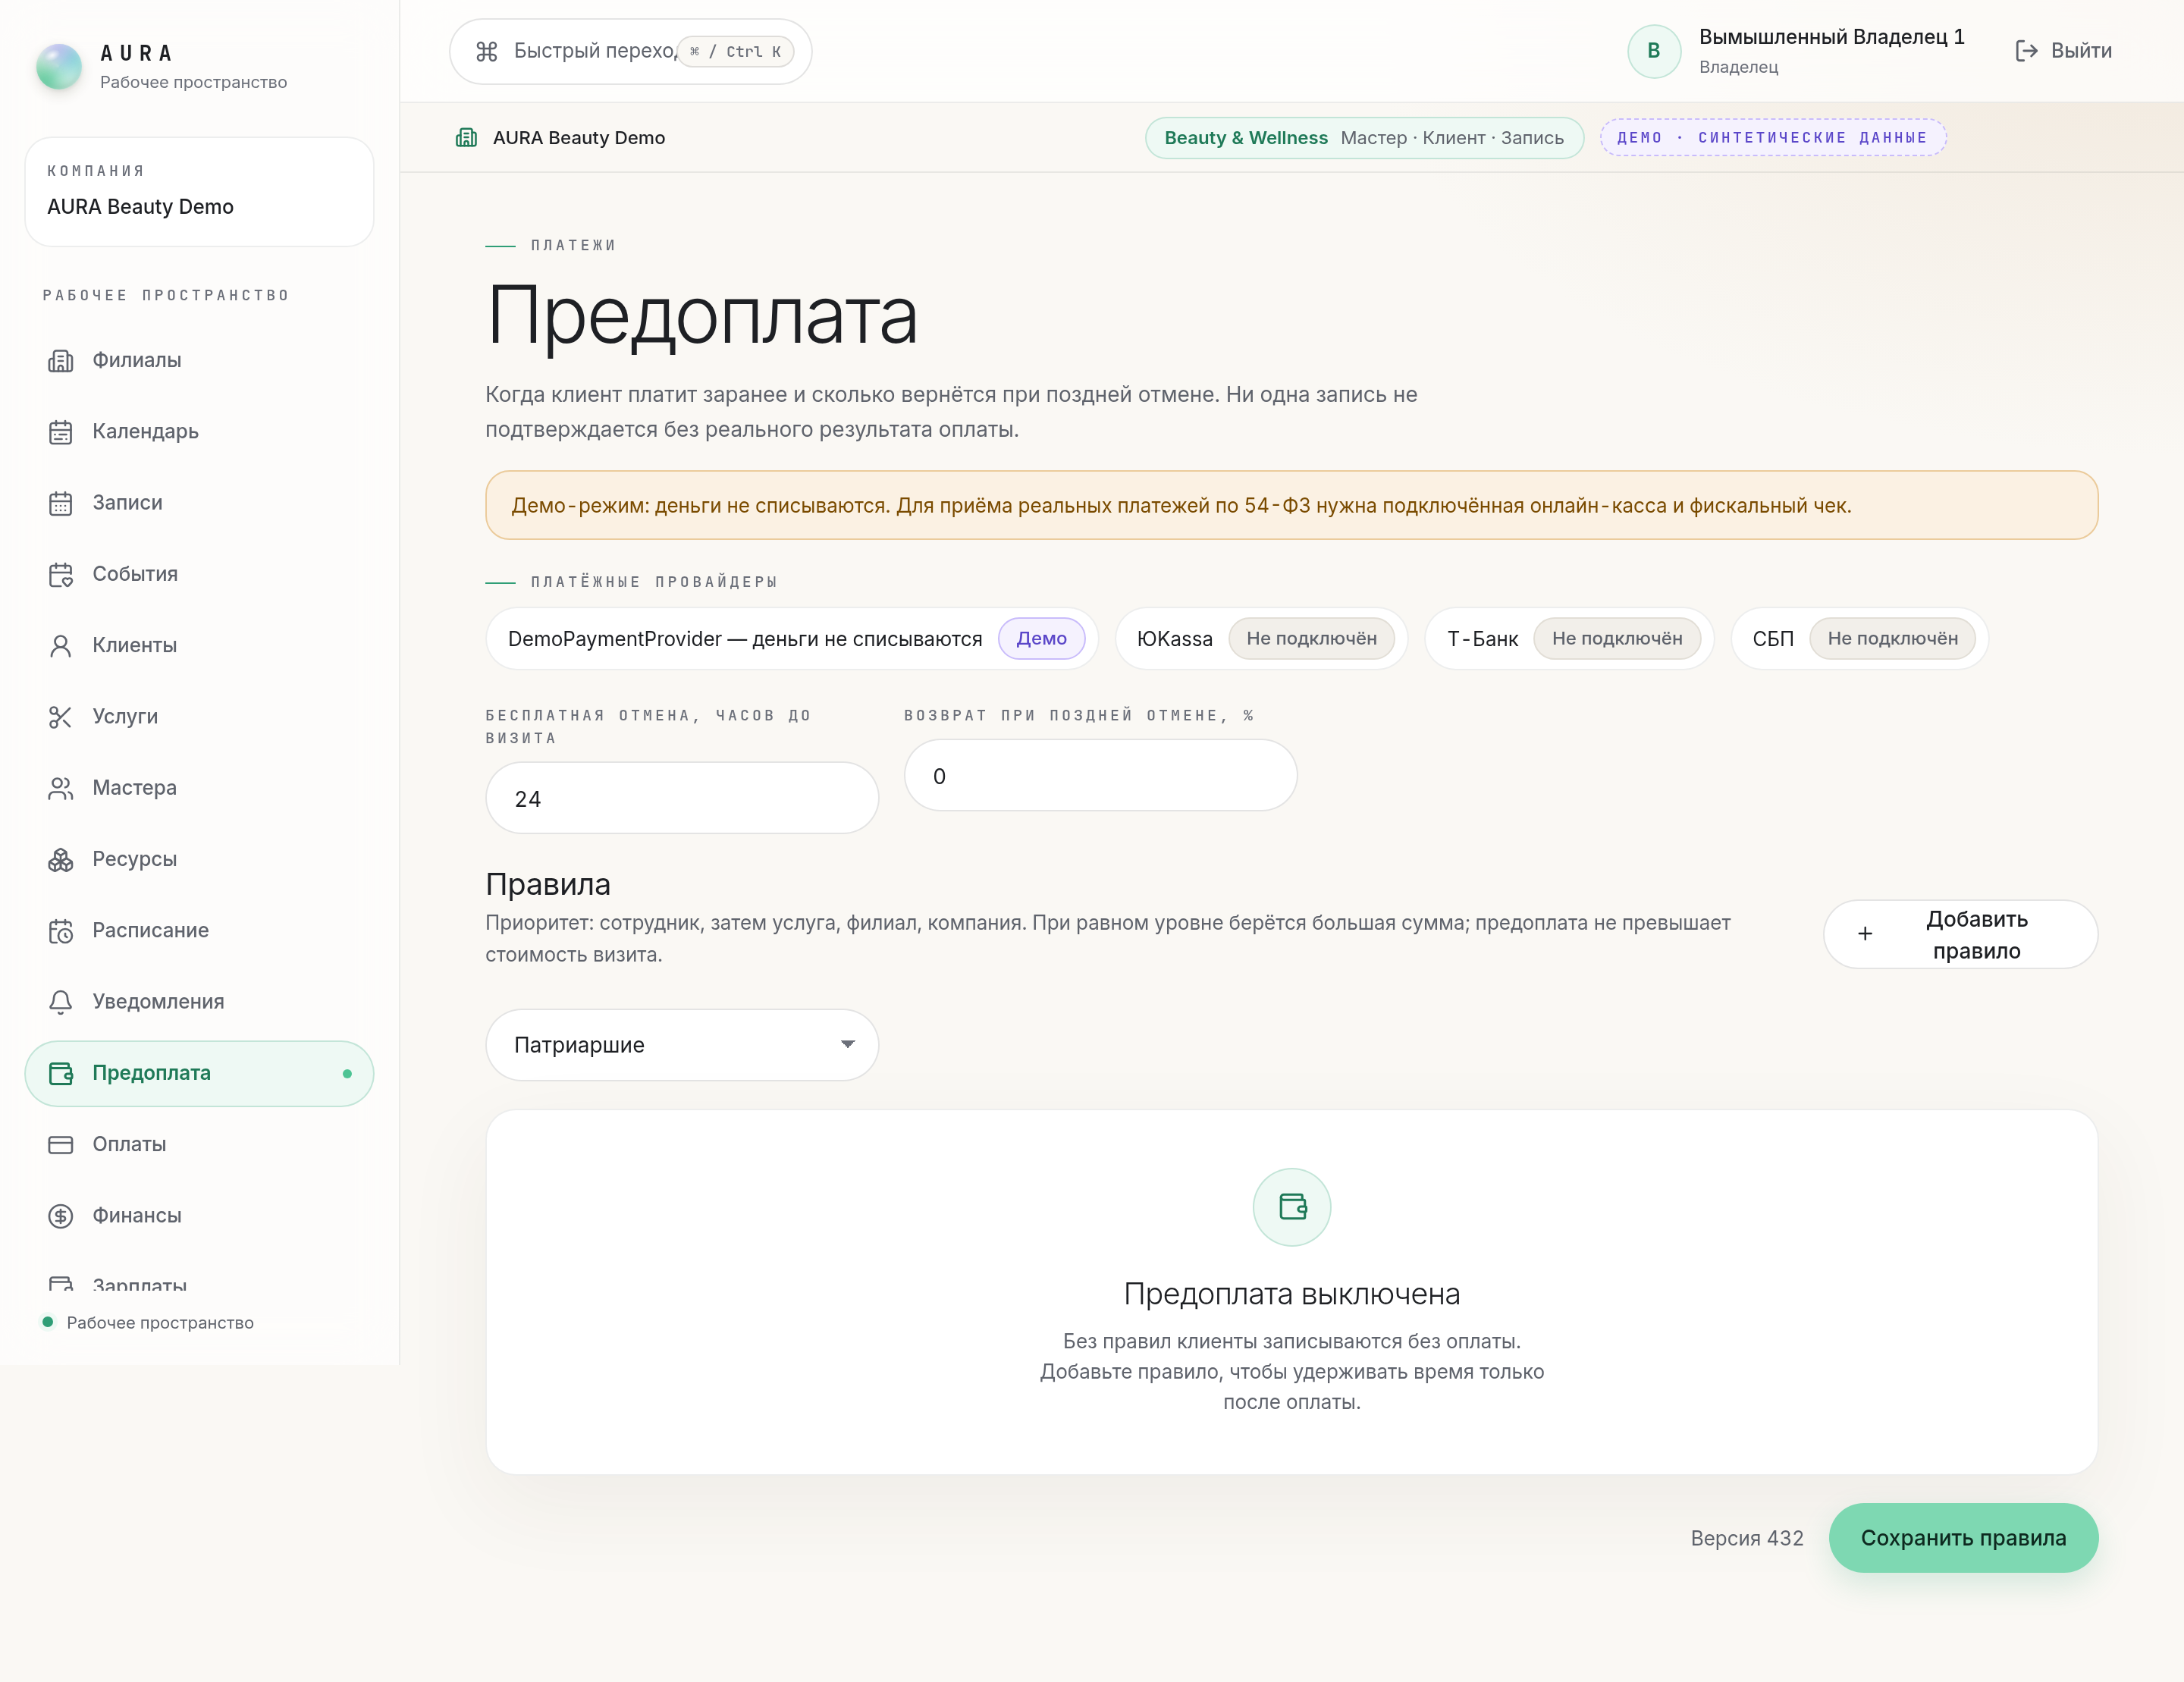 AURA
Рабочее пространство
КОМПАНИЯ
AURA Beauty Demo
РАБОЧЕЕ ПРОСТРАНСТВО
Филиалы
Календарь
Записи
События
Клиенты
Услуги
Мастера
Ресурсы
Расписание
Уведомления
Предоплата
Оплаты
Финансы
Зарплаты
Рабочее пространство
Быстрый переход
⌘ / Ctrl K
В
Вымышленный Владелец 1
Владелец
Выйти
AURA Beauty Demo
Beauty & Wellness Мастер · Клиент · Запись
ДЕМО · СИНТЕТИЧЕСКИЕ ДАННЫЕ
ПЛАТЕЖИ
Предоплата
Когда клиент платит заранее и сколько вернётся при поздней отмене. Ни одна запись не
подтверждается без реального результата оплаты.
Демо-режим: деньги не списываются. Для приёма реальных платежей по 54-ФЗ нужна подключённая онлайн-касса и фискальный чек.
ПЛАТЁЖНЫЕ ПРОВАЙДЕРЫ
DemoPaymentProvider — деньги не списываются Демо
ЮKassa Не подключён
Т-Банк Не подключён
СБП Не подключён
БЕСПЛАТНАЯ ОТМЕНА, ЧАСОВ ДО
ВИЗИТА
24
ВОЗВРАТ ПРИ ПОЗДНЕЙ ОТМЕНЕ, %
0
Правила
Приоритет: сотрудник, затем услуга, филиал, компания. При равном уровне берётся большая сумма; предоплата не превышает
стоимость визита.
Добавить
правило
Патриаршие
Предоплата выключена
Без правил клиенты записываются без оплаты.
Добавьте правило, чтобы удерживать время только
после оплаты.
Версия 432
Сохранить правила